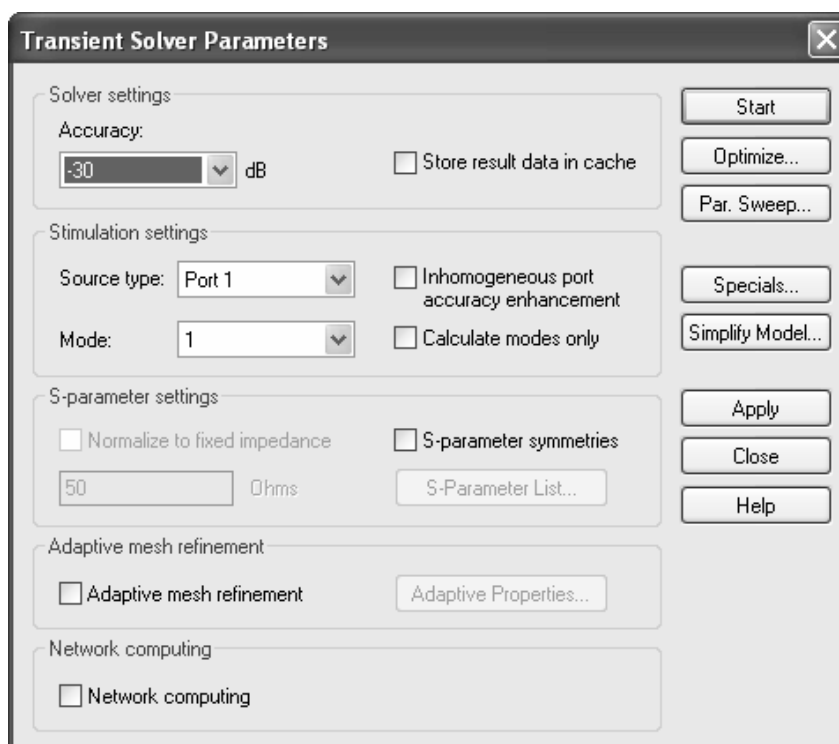 Transient Solver Parameters
Solver settings
Accuracy:
-30 dB
Store result data in cache
Stimulation settings
Source type: Port 1
Inhomogeneous port
accuracy enhancement
Mode: 1
Calculate modes only
S-parameter settings
Normalize to fixed impedance
S-parameter symmetries
50 Ohms
S-Parameter List...
Adaptive mesh refinement
Adaptive mesh refinement
Adaptive Properties...
Network computing
Network computing
Start
Optimize...
Par. Sweep...
Specials...
Simplify Model...
Apply
Close
Help